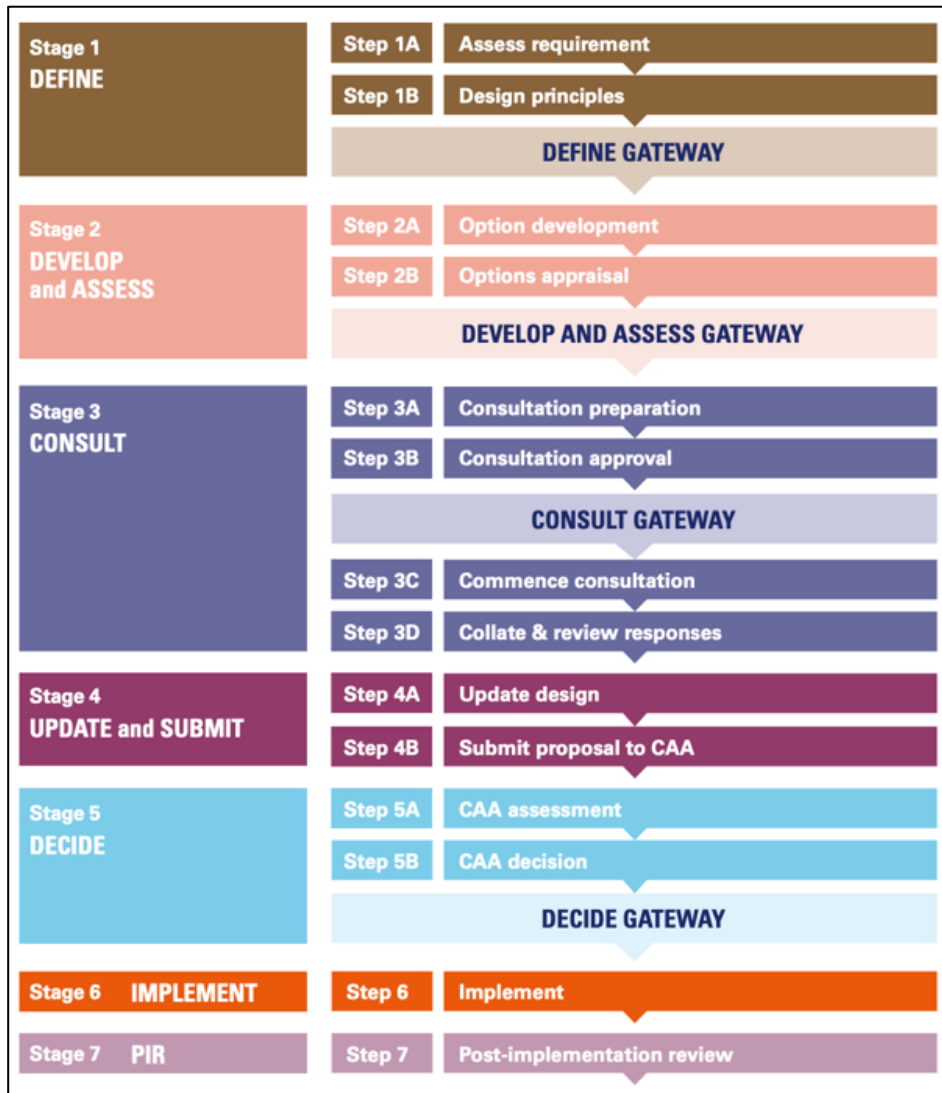 Stage 1
DEFINE
Step 1A Assess requirement
Step 1B Design principles
DEFINE GATEWAY
Stage 2
DEVELOP
and ASSESS
Step 2A Option development
Step 2B Options appraisal
DEVELOP AND ASSESS GATEWAY
Stage 3
CONSULT
Step 3A Consultation preparation
Step 3B Consultation approval
CONSULT GATEWAY
Step 3C Commence consultation
Step 3D Collate & review responses
Stage 4
UPDATE and SUBMIT
Step 4A Update design
Step 4B Submit proposal to CAA
Stage 5
DECIDE
Step 5A CAA assessment
Step 5B CAA decision
DECIDE GATEWAY
Stage 6 IMPLEMENT Step 6 Implement
Stage 7 PIR Step 7 Post-implementation review